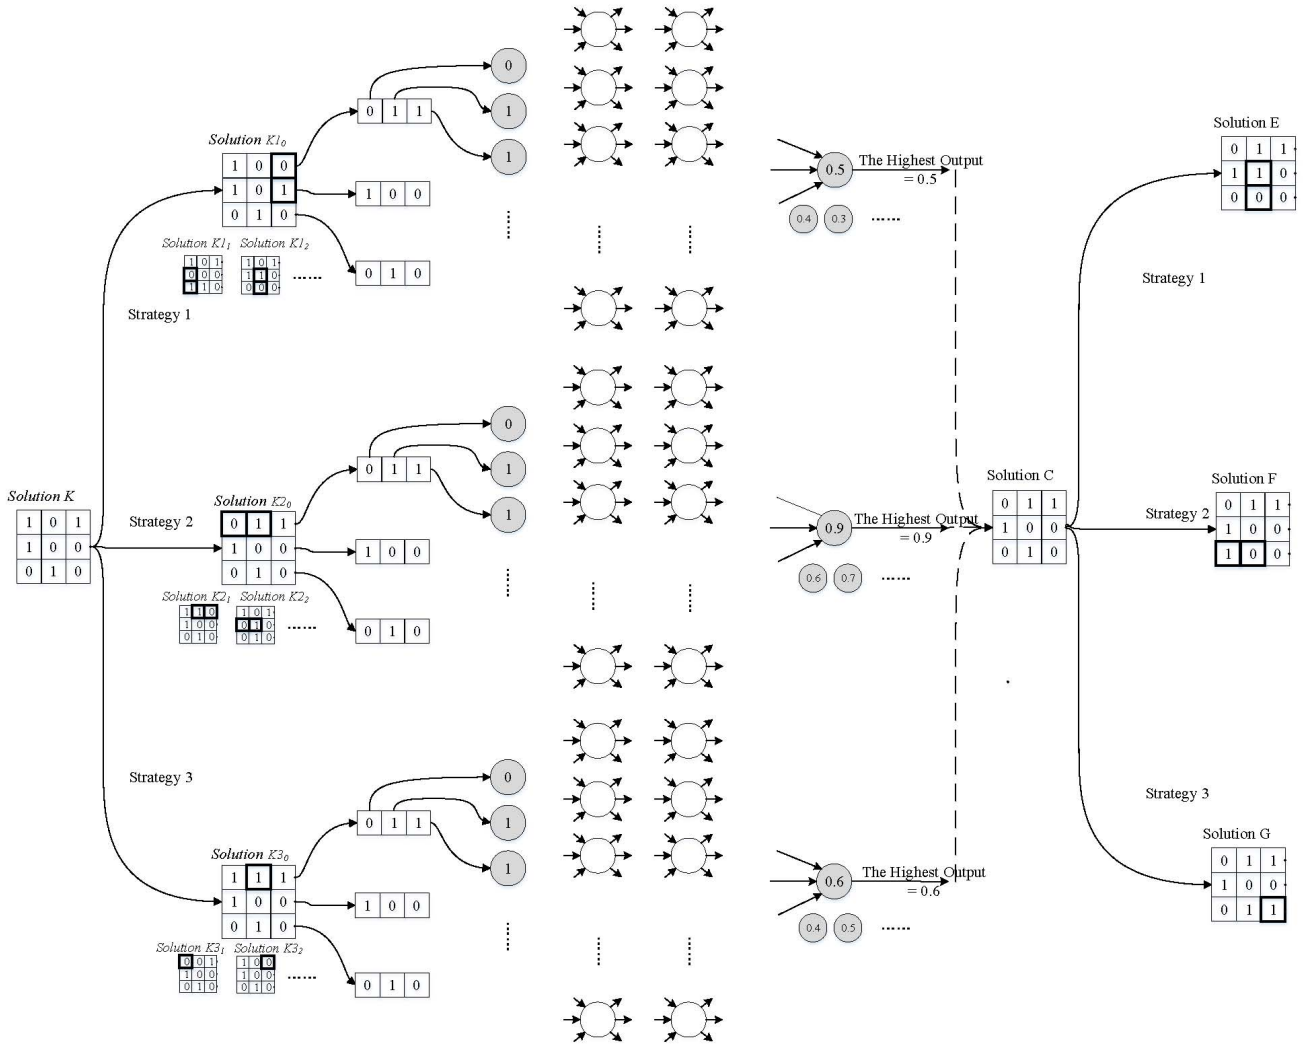 Solution K
1 0 1
1 0 0
0 1 0
Strategy 1
Solution K1₀
1 0 0
1 0 1
0 1 0
Solution K1₁
1 0 1
0 0 0
1 1 0
Solution K1₂
1 0 1
1 1 0
0 0 0
......
0 1 1
1 0 0
0 1 0
0
1
1
......
......
......
0.5
The Highest Output
= 0.5
0.4 0.3 ......
Strategy 2
Solution K2₀
0 1 1
1 0 0
0 1 0
Solution K2₁
1 1 0
1 0 0
0 1 0
Solution K2₂
1 0 1
0 1 0
0 1 0
......
0 1 1
1 0 0
0 1 0
0
1
1
......
......
......
0.9
The Highest Output
= 0.9
0.6 0.7 ......
Strategy 3
Solution K3₀
1 1 1
1 0 0
0 1 0
Solution K3₁
0 0 1
1 0 0
0 1 0
Solution K3₂
1 0 0
1 0 0
0 1 0
......
0 1 1
1 0 0
0 1 0
0
1
1
......
......
......
0.6
The Highest Output
= 0.6
0.4 0.5 ......
Solution C
0 1 1
1 0 0
0 1 0
Strategy 1
Solution E
0 1 1
1 1 0
0 0 0
Strategy 2
Solution F
0 1 1
1 0 0
1 0 0
Strategy 3
Solution G
0 1 1
1 0 0
0 1 1